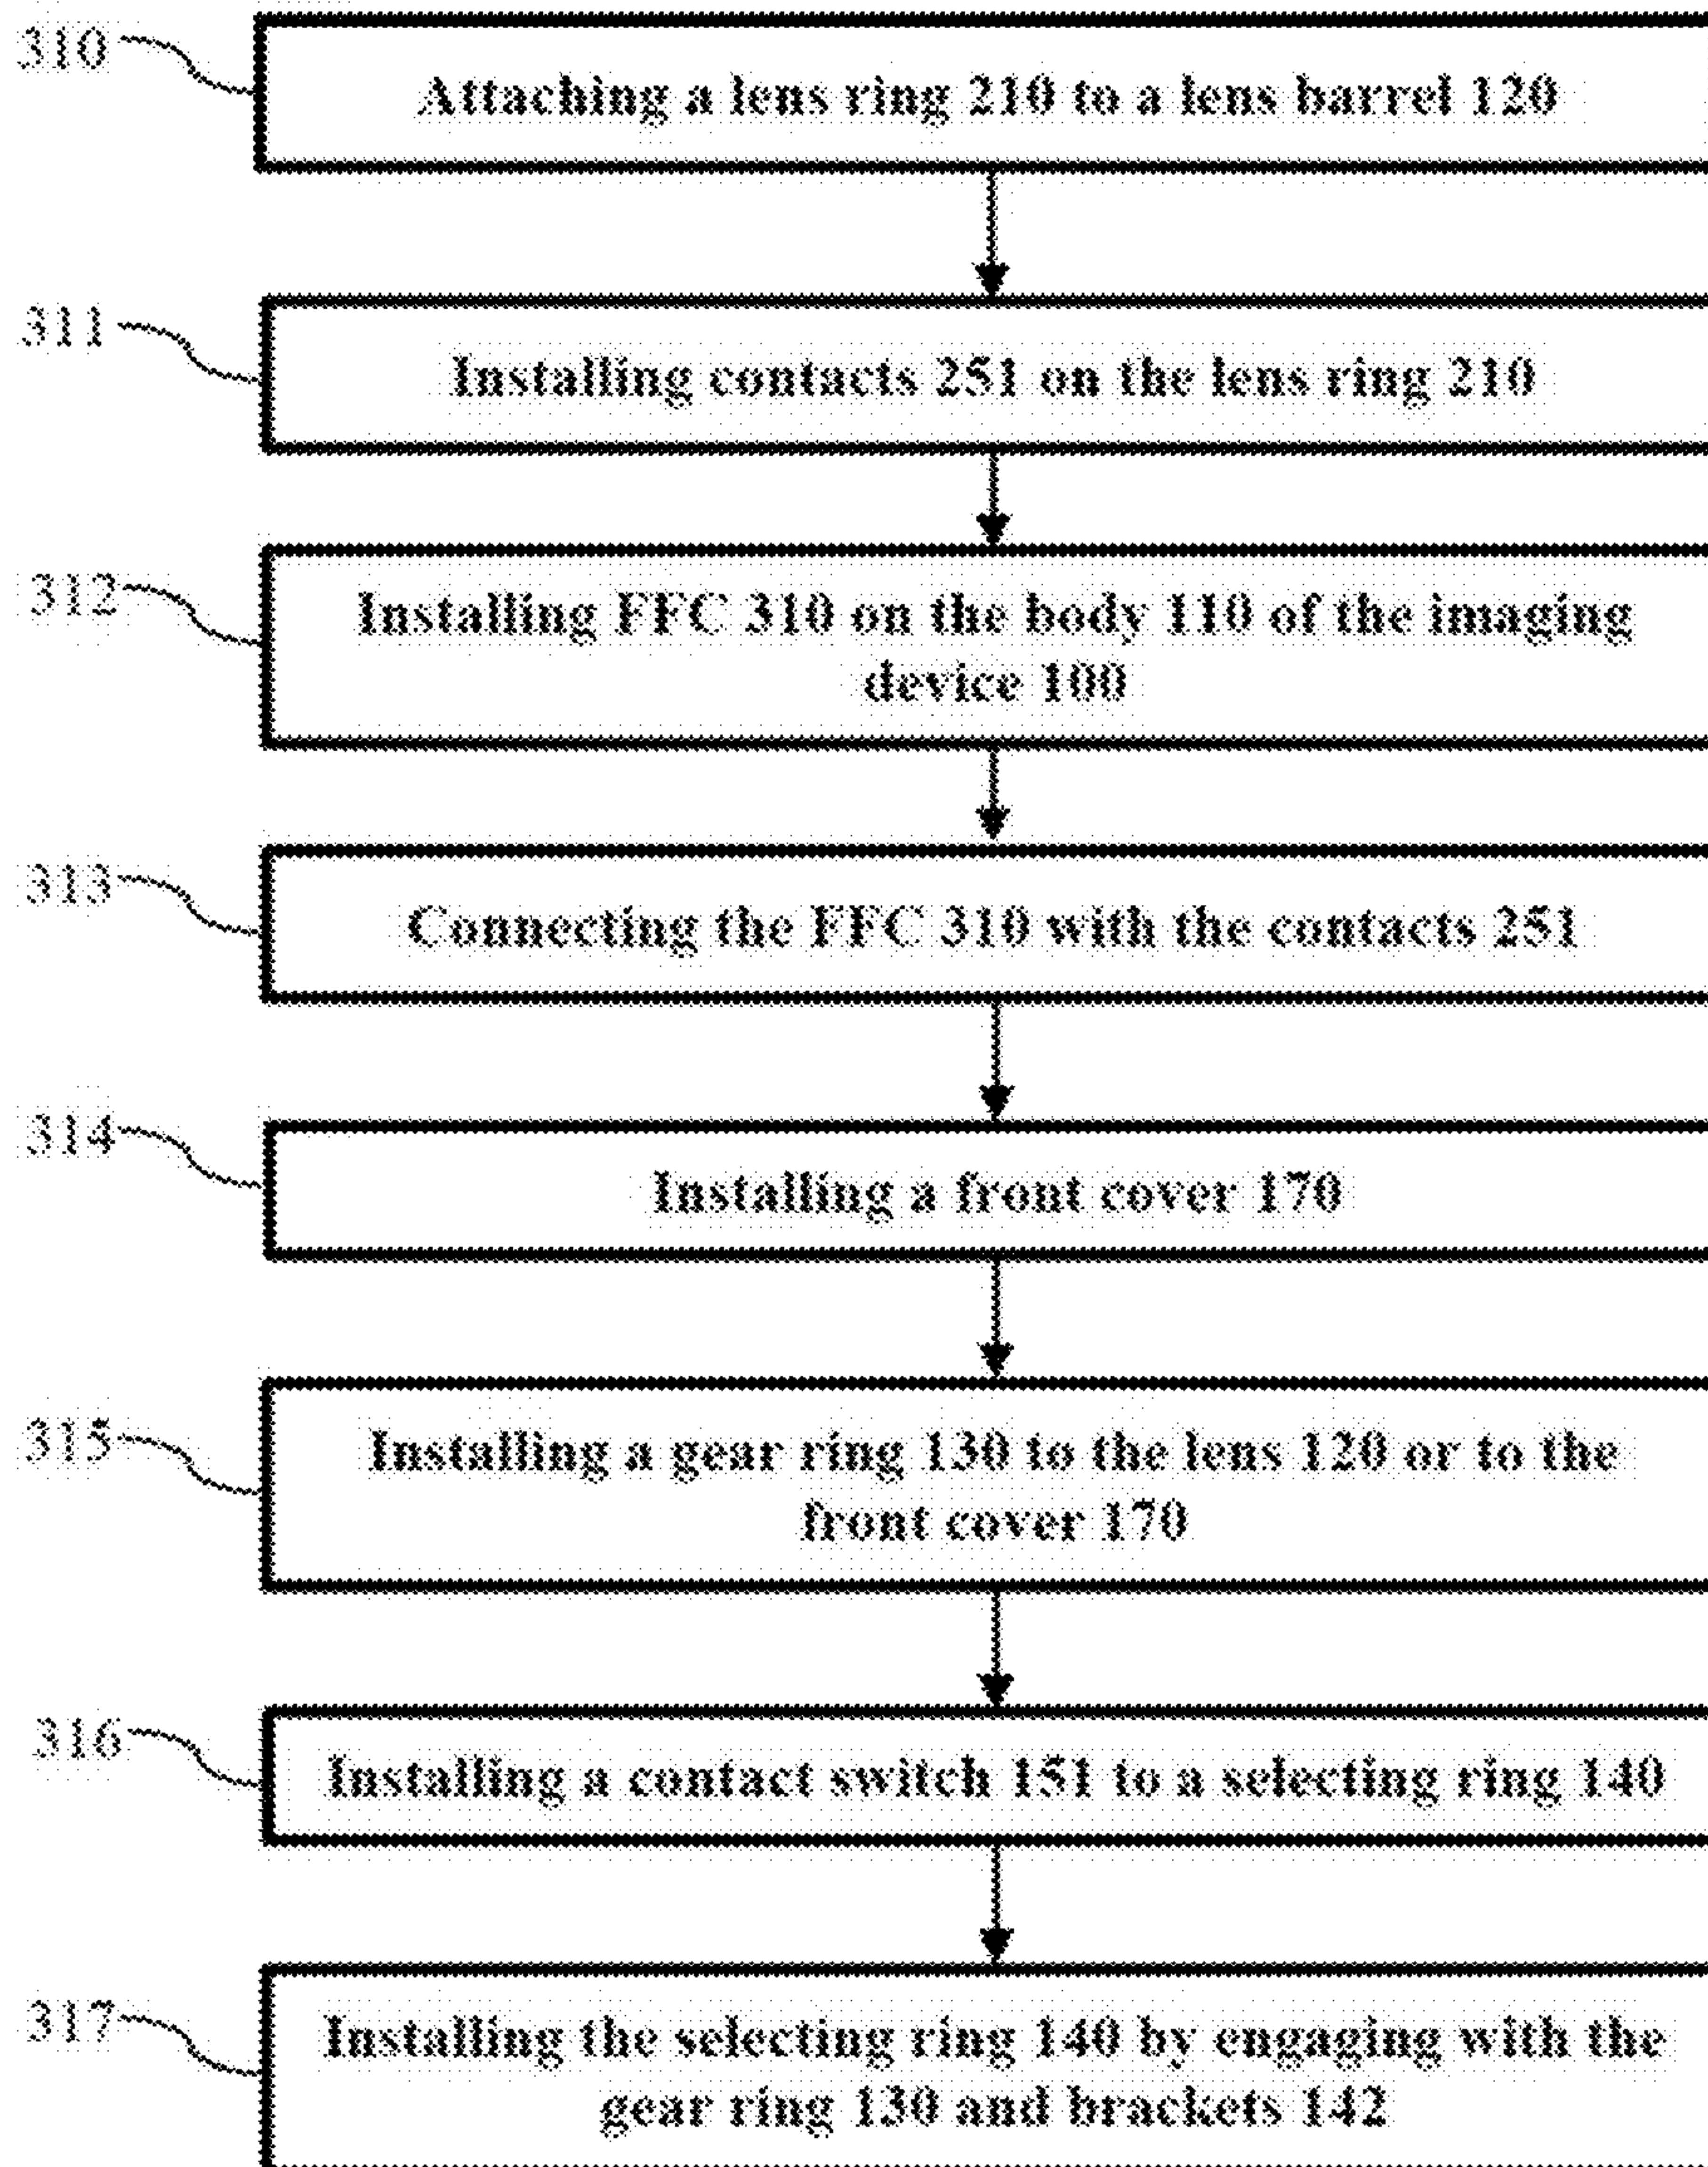 310
Attaching a lens ring 210 to a lens barrel 120
311
Installing contacts 251 on the lens ring 210
312
Installing FFC 310 on the body 110 of the imaging
device 100
313
Connecting the FFC 310 with the contacts 251
314
Installing a front cover 170
315
Installing a gear ring 130 to the lens 120 or to the
front cover 170
316
Installing a contact switch 151 to a selecting ring 140
317
Installing the selecting ring 140 by engaging with the
gear ring 130 and brackets 142